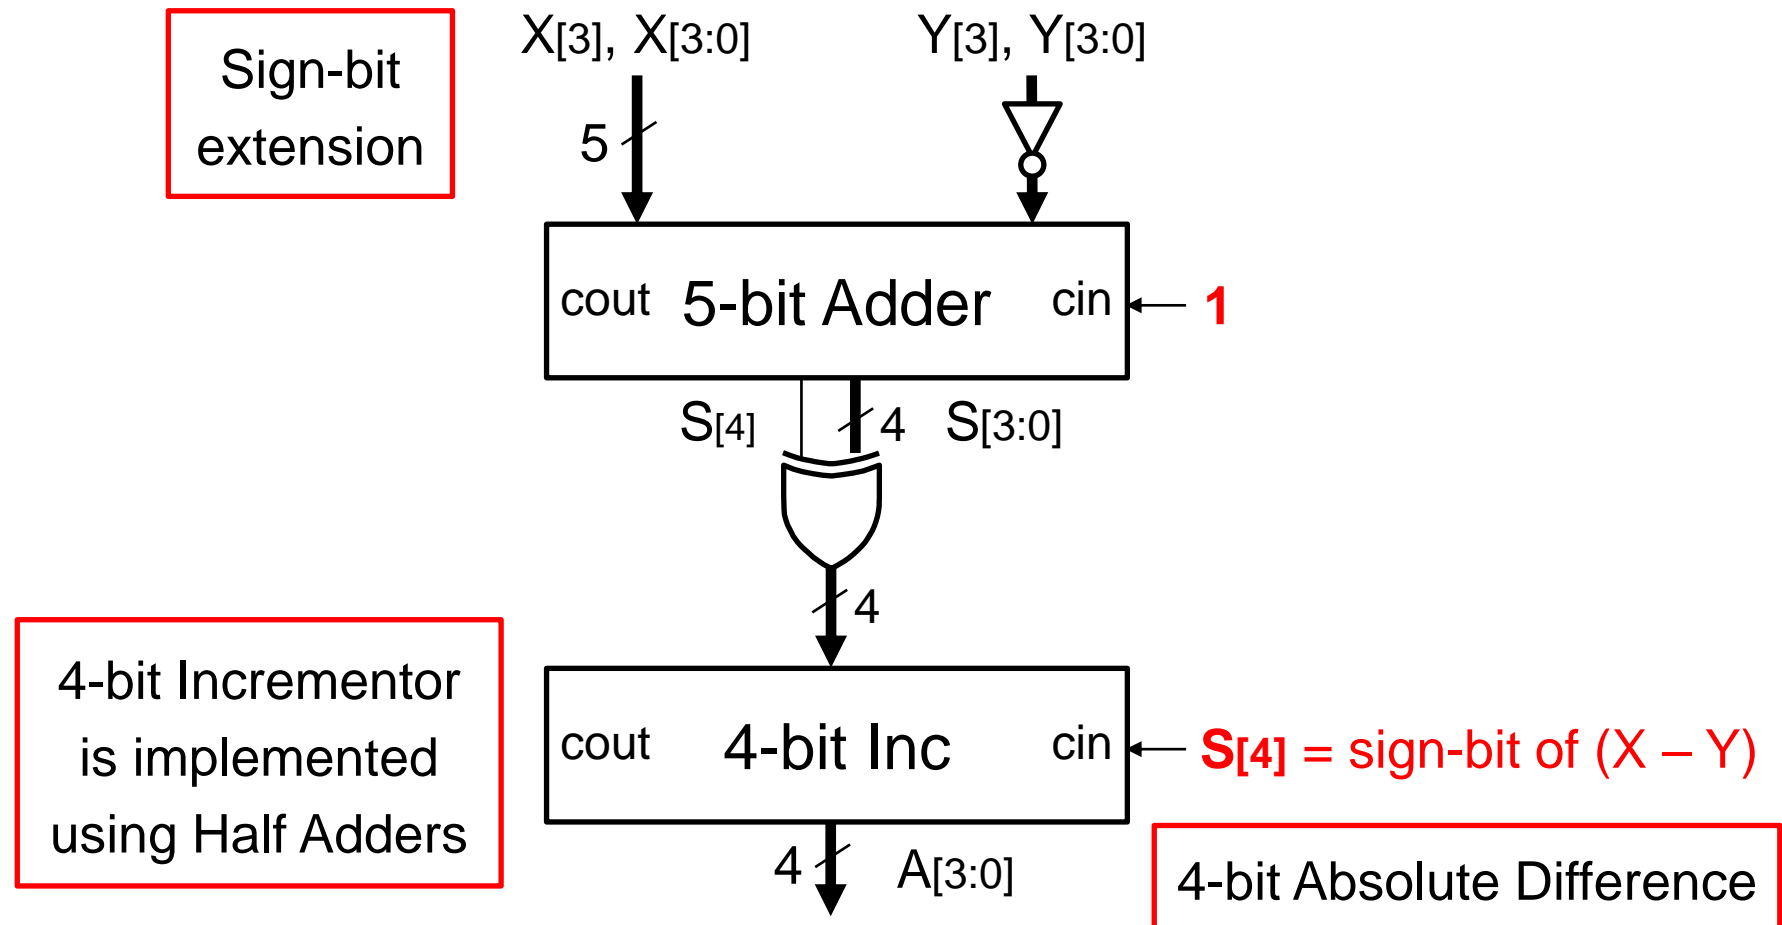 Sign-bit
extension
X[3], X[3:0]
Y[3], Y[3:0]
5
cout 5-bit Adder cin
1
S[4]
4
S[3:0]
4
4-bit Incrementor
is implemented
using Half Adders
cout 4-bit Inc cin
S[4] = sign-bit of (X – Y)
4
A[3:0]
4-bit Absolute Difference